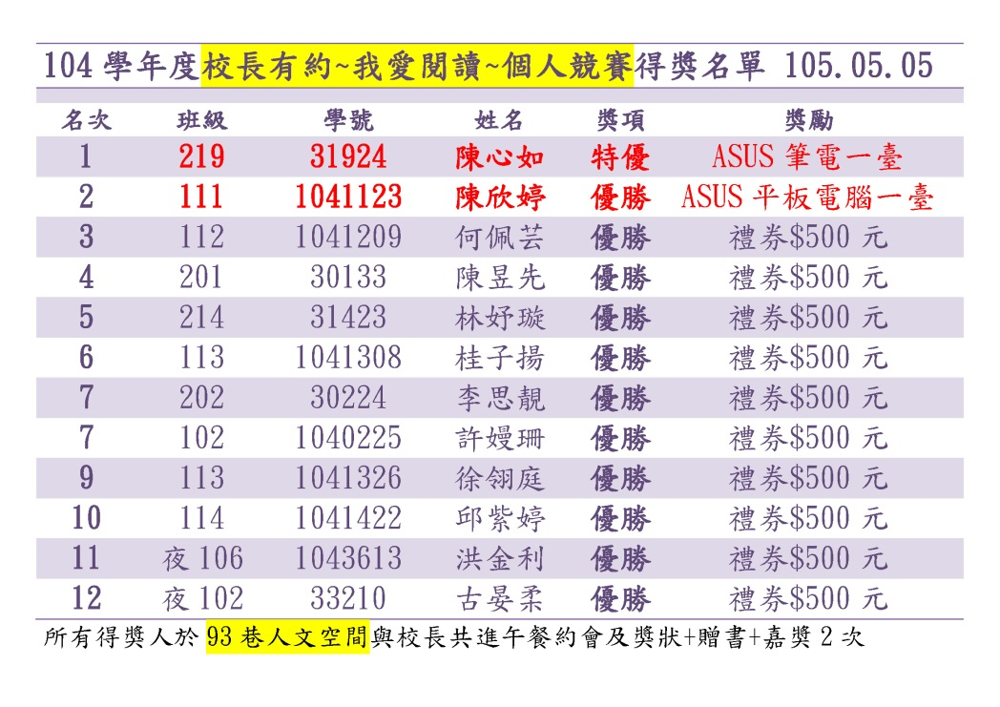 104 學年度校長有約~我愛閱讀~個人競賽得獎名單 105.05.05
名次 班級 學號 姓名 獎項 獎勵
1 219 31924 陳心如 特優 ASUS 筆電一臺
2 111 1041123 陳欣婷 優勝 ASUS 平板電腦一臺
3 112 1041209 何佩芸 優勝 禮券$500 元
4 201 30133 陳昱先 優勝 禮券$500 元
5 214 31423 林妤璇 優勝 禮券$500 元
6 113 1041308 桂子揚 優勝 禮券$500 元
7 202 30224 李思靚 優勝 禮券$500 元
7 102 1040225 許嫚珊 優勝 禮券$500 元
9 113 1041326 徐翎庭 優勝 禮券$500 元
10 114 1041422 邱紫婷 優勝 禮券$500 元
11 夜 106 1043613 洪金利 優勝 禮券$500 元
12 夜 102 33210 古晏柔 優勝 禮券$500 元
所有得獎人於 93 巷人文空間與校長共進午餐約會及獎狀+贈書+嘉獎 2 次